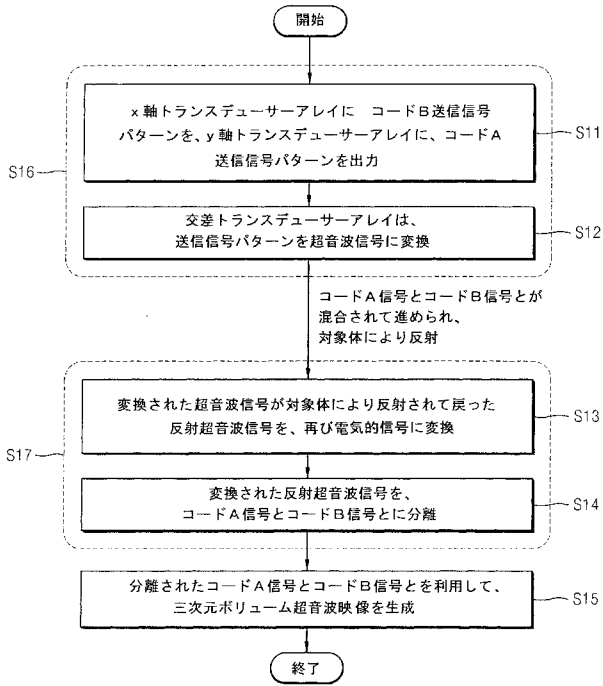 開始
x軸トランスデューサーアレイに コードB送信信号
パターンを、y軸トランスデューサーアレイに、コードA
送信信号パターンを出力
S11
S16
交差トランスデューサーアレイは、
送信信号パターンを超音波信号に変換
S12
コードA信号とコードB信号とが
混合されて進められ、
対象体により反射
変換された超音波信号が対象体により反射されて戻った
反射超音波信号を、再び電気的信号に変換
S13
S17
変換された反射超音波信号を、
コードA信号とコードB信号とに分離
S14
分離されたコードA信号とコードB信号とを利用して、
三次元ボリューム超音波映像を生成
S15
終了